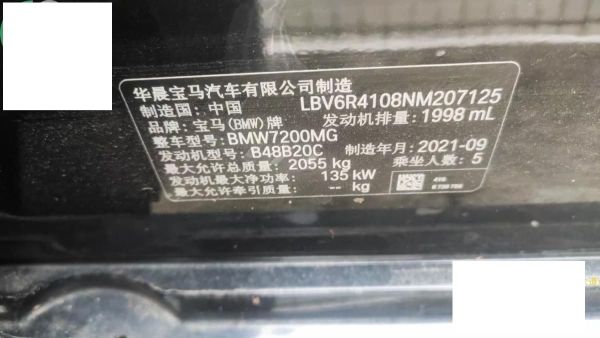 华晨宝马汽车有限公司制造
制造国: 中国 LBV6R4108NM207125
品牌: 宝马(BMW)牌 发动机排量: 1998 mL
整车型号: BMW7200MG
发动机型号: B48B20C 制造年月: 2021-09
最大允许总质量: 2055 kg 乘坐人数: 5
发动机最大净功率: 135 kW
最大允许牵引质量: -- kg